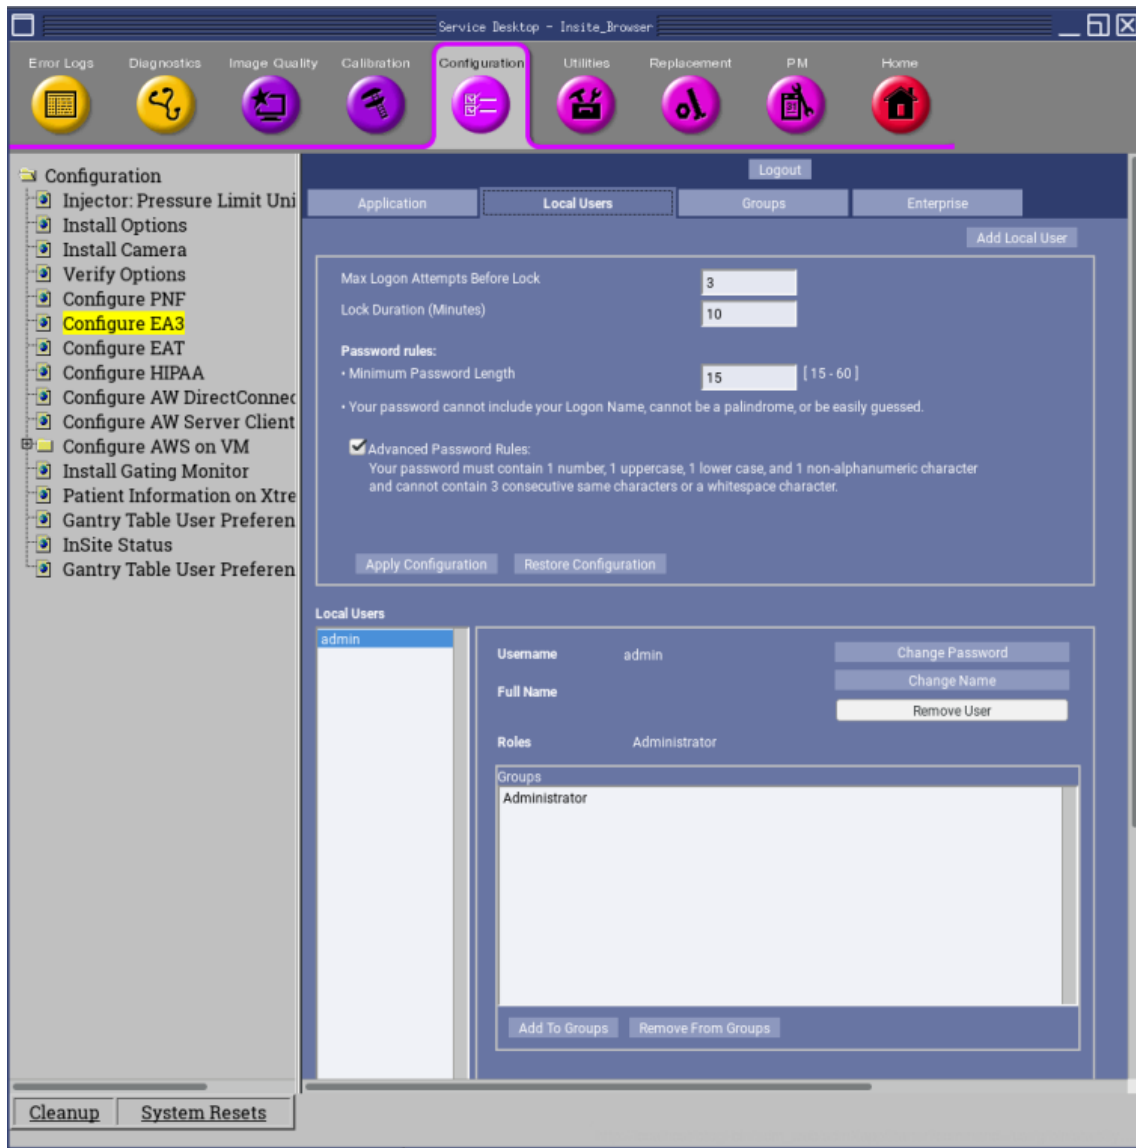 Service Desktop - Insite_Browser
Error Logs
Diagnostics
Image Quality
Calibration
Configuration
Utilities
Replacement
PM
Home
Configuration
Injector: Pressure Limit Uni
Install Options
Install Camera
Verify Options
Configure PNF
Configure EA3
Configure EAT
Configure HIPAA
Configure AW DirectConnec
Configure AW Server Client
Configure AWS on VM
Install Gating Monitor
Patient Information on Xtre
Gantry Table User Preferen
InSite Status
Gantry Table User Preferen
Logout
Application
Local Users
Groups
Enterprise
Add Local User
Max Logon Attempts Before Lock 3
Lock Duration (Minutes) 10
Password rules:
• Minimum Password Length 15 [ 15 - 60 ]
• Your password cannot include your Logon Name, cannot be a palindrome, or be easily guessed.
Advanced Password Rules:
Your password must contain 1 number, 1 uppercase, 1 lower case, and 1 non-alphanumeric character
and cannot contain 3 consecutive same characters or a whitespace character.
Apply Configuration
Restore Configuration
Local Users
admin
Username admin
Change Password
Full Name
Change Name
Remove User
Roles Administrator
Groups
Administrator
Add To Groups
Remove From Groups
Cleanup
System Resets